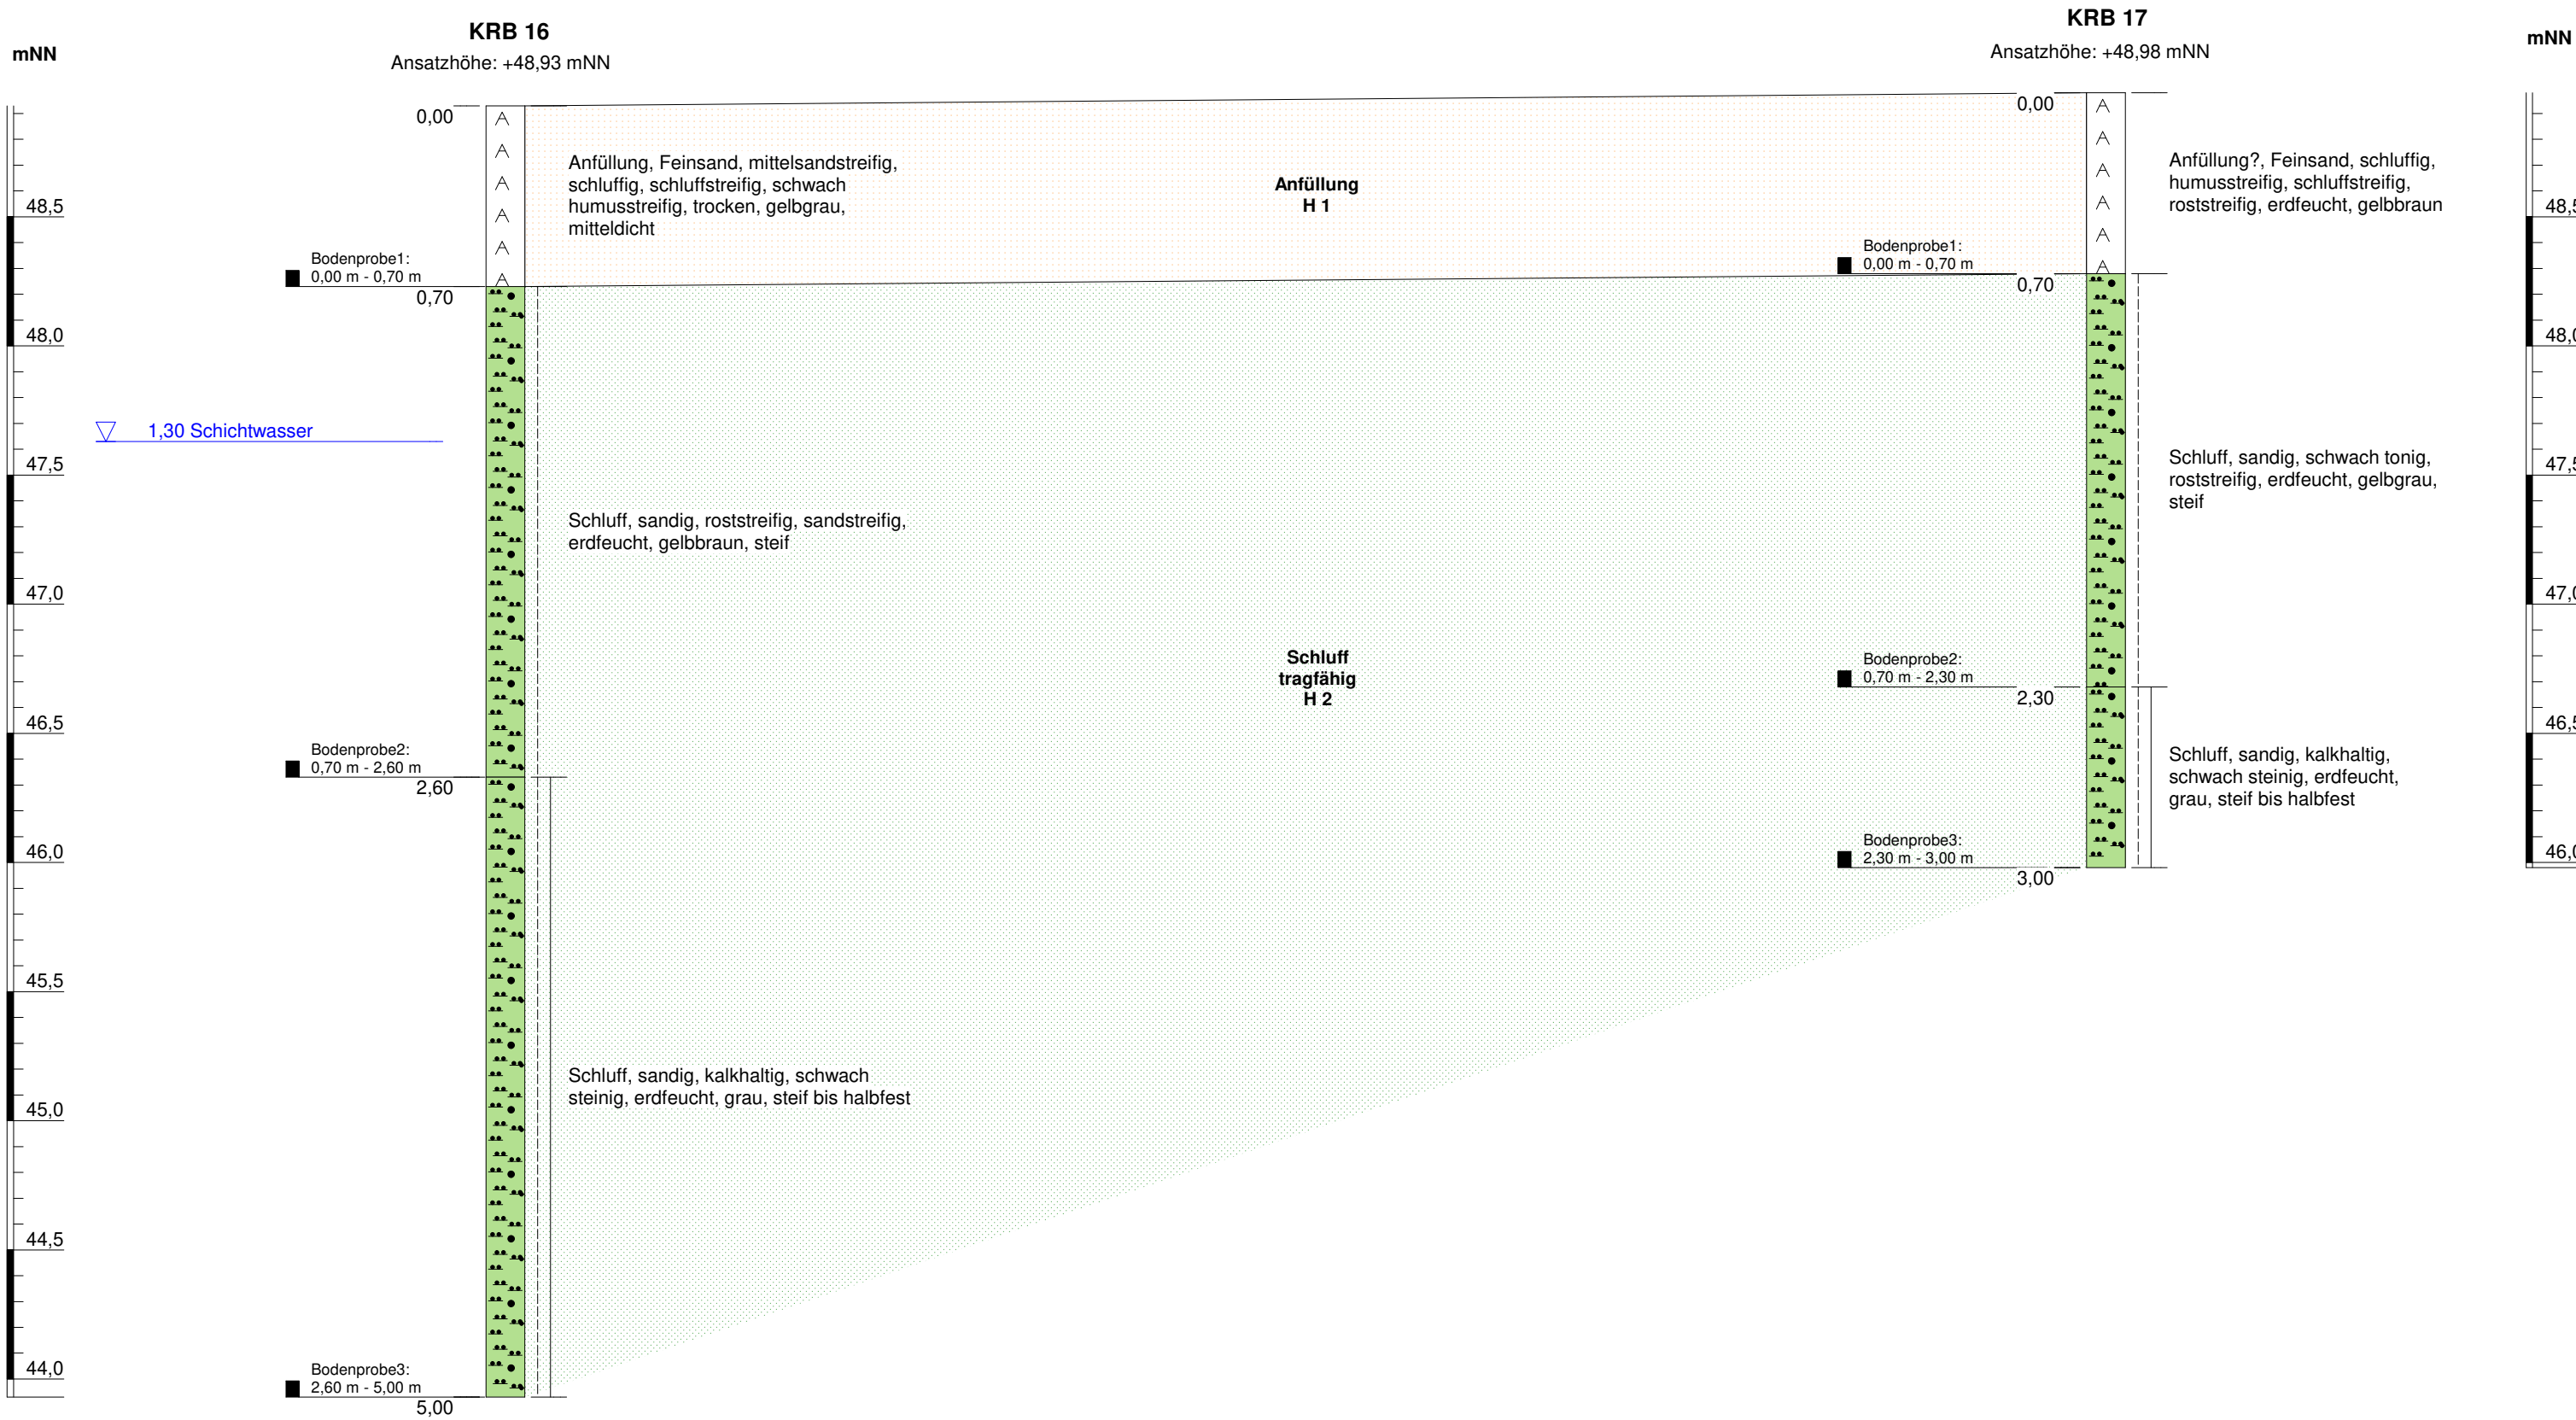 KRB 16
Ansatzhöhe: +48,93 mNN
KRB 17
Ansatzhöhe: +48,98 mNN
mNN
48,5
48,0
47,5
47,0
46,5
46,0
45,5
45,0
44,5
44,0
1,30 Schichtwasser
0,00
Bodenprobe1:
0,00 m - 0,70 m
0,70
Bodenprobe2:
0,70 m - 2,60 m
2,60
Bodenprobe3:
2,60 m - 5,00 m
5,00
Anfüllung, Feinsand, mittelsandstreifig,
schluffig, schluffstreifig, schwach
humusstreifig, trocken, gelbgrau,
mitteldicht
Schluff, sandig, roststreifig, sandstreifig,
erdfeucht, gelbbraun, steif
Schluff, sandig, kalkhaltig, schwach
steinig, erdfeucht, grau, steif bis halbfest
Anfüllung
H 1
Schluff
tragfähig
H 2
0,00
Bodenprobe1:
0,00 m - 0,70 m
0,70
Bodenprobe2:
0,70 m - 2,30 m
2,30
Bodenprobe3:
2,30 m - 3,00 m
3,00
Anfüllung?, Feinsand, schluffig,
humusstreifig, schluffstreifig,
roststreifig, erdfeucht, gelbbraun
Schluff, sandig, schwach tonig,
roststreifig, erdfeucht, gelbgrau,
steif
Schluff, sandig, kalkhaltig,
schwach steinig, erdfeucht,
grau, steif bis halbfest
mNN